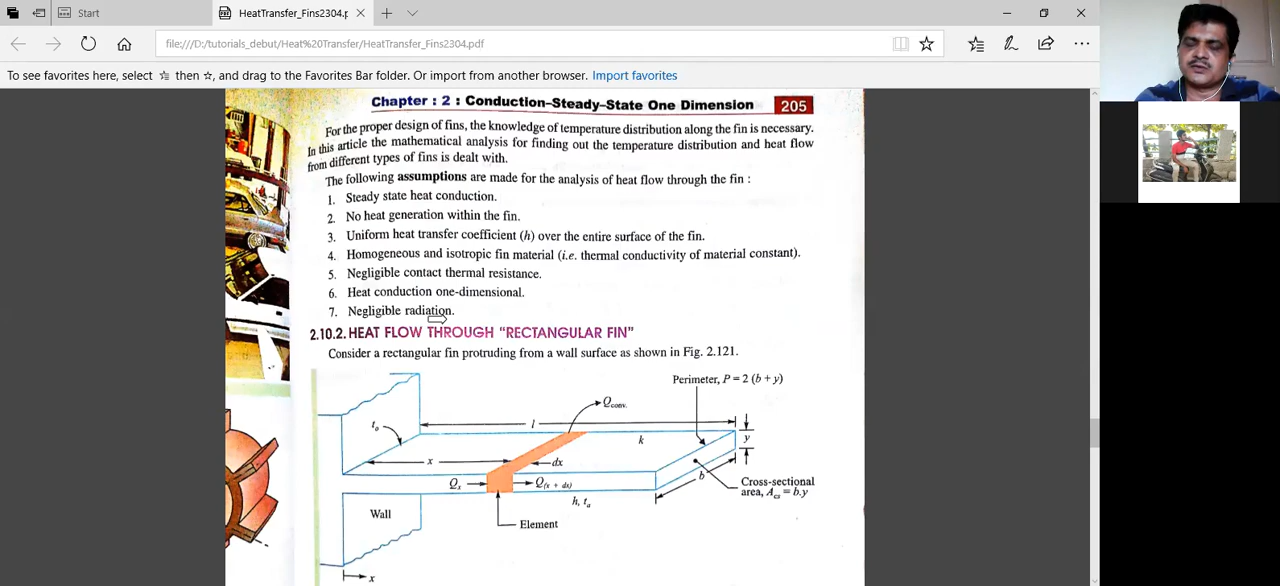 Start
HeatTransfer_Fins2304.p
file:///D:/tutorials_debut/Heat%20Transfer/HeatTransfer_Fins2304.pdf
To see favorites here, select then ☆, and drag to the Favorites Bar folder. Or import from another browser. Import favorites
Chapter : 2 : Conduction–Steady–State One Dimension 205
For the proper design of fins, the knowledge of temperature distribution along the fin is necessary.
In this article the mathematical analysis for finding out the temperature distribution and heat flow
from different types of fins is dealt with.
The following assumptions are made for the analysis of heat flow through the fin :
1. Steady state heat conduction.
2. No heat generation within the fin.
3. Uniform heat transfer coefficient (h) over the entire surface of the fin.
4. Homogeneous and isotropic fin material (i.e. thermal conductivity of material constant).
5. Negligible contact thermal resistance.
6. Heat conduction one-dimensional.
7. Negligible radiation.
2.10.2. HEAT FLOW THROUGH “RECTANGULAR FIN”
Consider a rectangular fin protruding from a wall surface as shown in Fig. 2.121.
Perimeter, P = 2 (b + y)
Qconv.
to
l
k
y
x
dx
Qx
Q(x + dx)
b
h, ta
Cross-sectional
area, Acs = b.y
Wall
Element
x